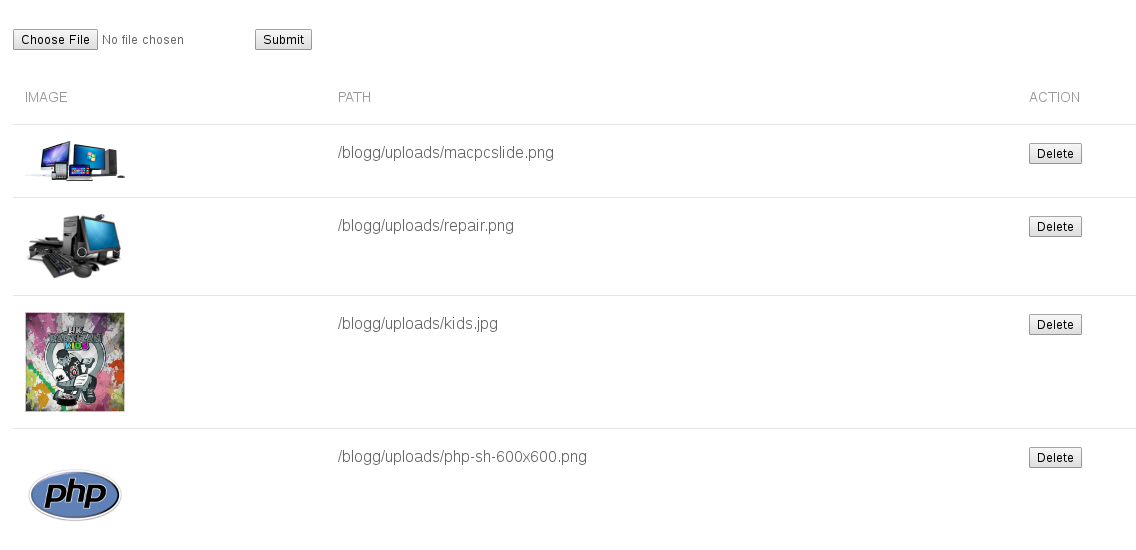 Choose File No file chosen Submit
IMAGE PATH ACTION
/blogg/uploads/macpcslide.png Delete
/blogg/uploads/repair.png Delete
/blogg/uploads/kids.jpg Delete
KIDS
/blogg/uploads/php-sh-600x600.png Delete
php